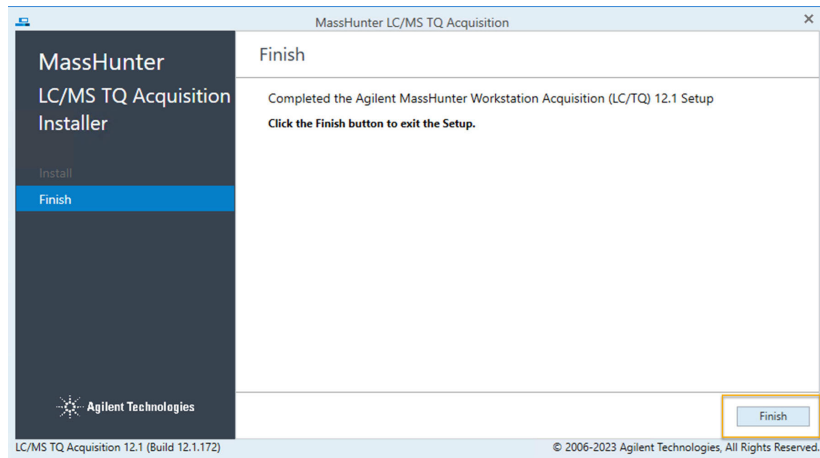 MassHunter LC/MS TQ Acquisition
MassHunter
LC/MS TQ Acquisition
Installer
Install
Finish
Finish
Completed the Agilent MassHunter Workstation Acquisition (LC/TQ) 12.1 Setup
Click the Finish button to exit the Setup.
Agilent Technologies
Finish
LC/MS TQ Acquisition 12.1 (Build 12.1.172)
© 2006-2023 Agilent Technologies, All Rights Reserved.